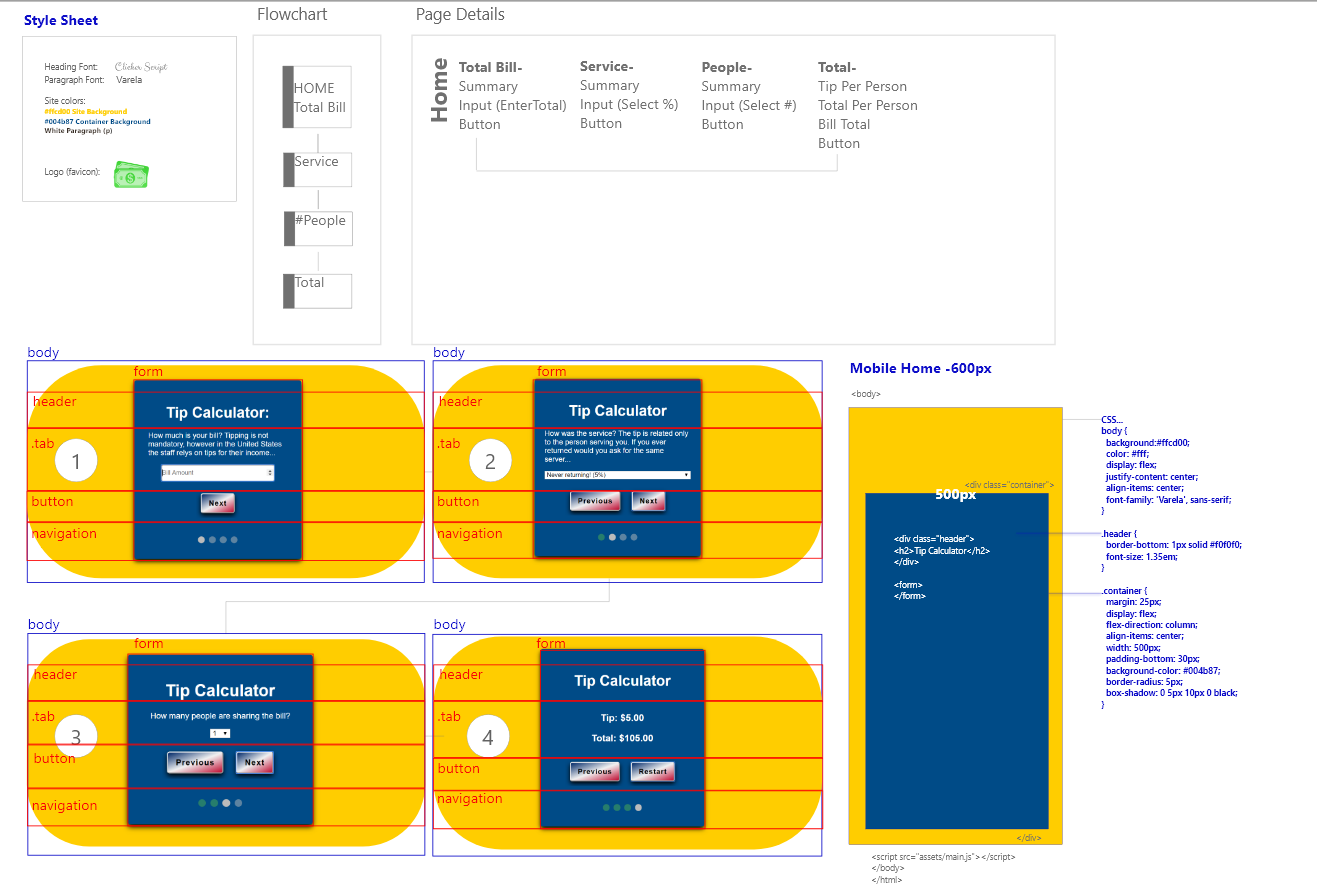 Style Sheet
Heading Font: Clicker Script
Paragraph Font: Varela
Site colors:
#ffcd00 Site Background
#004b87 Container Background
White Paragraph (p)
Logo (favicon):
Flowchart
HOME
Total Bill
Service
#People
Total
Page Details
Home
Total Bill-
Summary
Input (EnterTotal)
Button
Service-
Summary
Input (Select %)
Button
People-
Summary
Input (Select #)
Button
Total-
Tip Per Person
Total Per Person
Bill Total
Button
body
form
header
Tip Calculator:
.tab
1
How much is your bill? Tipping is not
mandatory, however in the United States
the staff relys on tips for their income...
Bill Amount
button
Next
navigation
body
form
header
Tip Calculator
.tab
2
How was the service? The tip is related only
to the person serving you. If you ever
returned would you ask for the same
server...
Never returning! (5%)
button
Previous
Next
navigation
body
form
header
Tip Calculator
.tab
3
How many people are sharing the bill?
1
button
Previous
Next
navigation
body
form
header
Tip Calculator
.tab
4
Tip: $5.00
Total: $105.00
button
Previous
Restart
navigation
Mobile Home -600px
<body>
<div class="container">
500px
<div class="header">
<h2>Tip Calculator</h2>
</div>
<form>
</form>
</div>
<script src="assets/main.js"></script>
</body>
</html>
CSS...
body {
background:#ffcd00;
color: #fff;
display: flex;
justify-content: center;
align-items: center;
font-family: 'Varela', sans-serif;
}
.header {
border-bottom: 1px solid #f0f0f0;
font-size: 1.35em;
}
.container {
margin: 25px;
display: flex;
flex-direction: column;
align-items: center;
width: 500px;
padding-bottom: 30px;
background-color: #004b87;
border-radius: 5px;
box-shadow: 0 5px 10px 0 black;
}